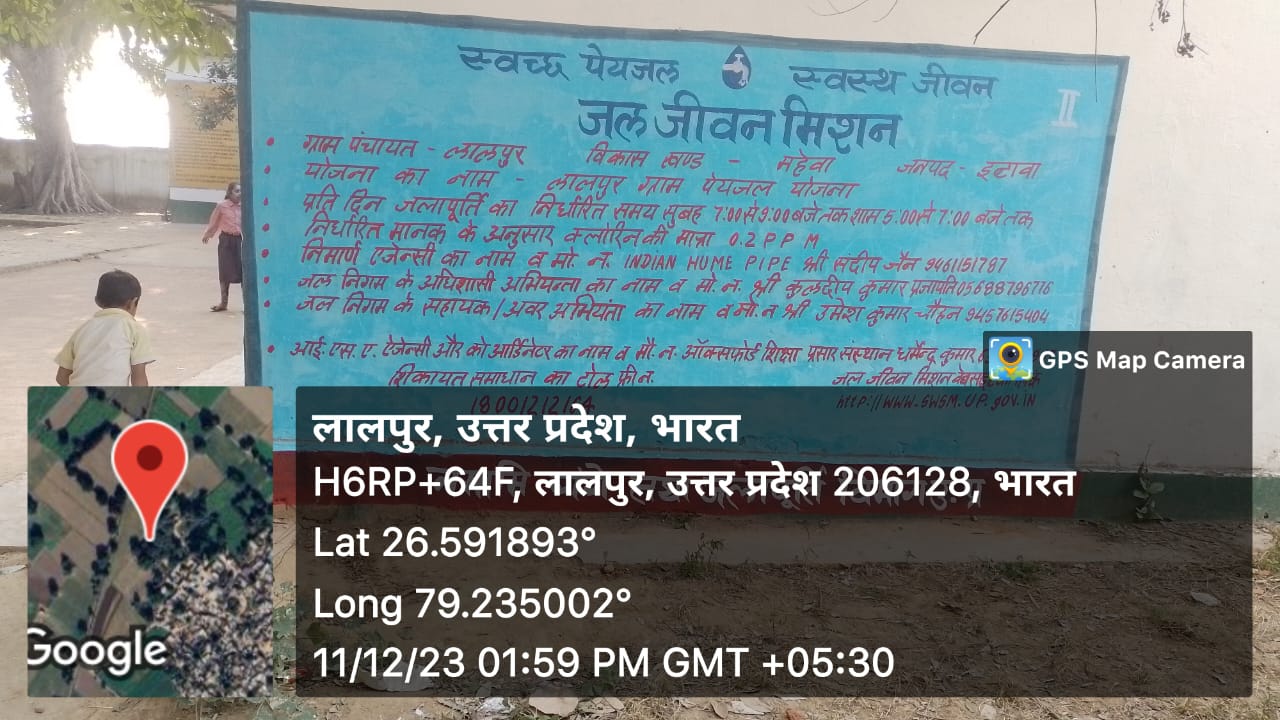 स्वच्छ पेयजल स्वस्थ जीवन
II
जल जीवन मिशन
• ग्राम पंचायत - लालपुर विकास खण्ड - महेवा जनपद - इटावा
• योजना का नाम - लालपुर ग्राम पेयजल योजना
• प्रति दिन जलापूर्ति का निर्धारित समय सुबह 7:00 से 9:00 बजे तक शाम 5.00 से 7:00 बजे तक
• निर्धारित मानक के अनुसार क्लोरिन की मात्रा 0.2 PPM
• निमार्ण ऐजेन्सी का नाम व मो. न. INDIAN HUME PIPE श्री संदीप जैन 9461151787
• जल निगम के अधिशासी अभियन्ता का नाम व मो. न. श्री कुलदीप कुमार प्रजापति 05688796716
• जल निगम के सहायक / अवर अभियंता का नाम व मो. न श्री उमेश कुमार चौहन 9457615404
• आई. एस. ए. ऐजेन्सी और को आर्डिनेटर का नाम व मो. न. ऑक्सफोर्ड शिक्षा प्रसार संस्थान धर्मेन्द्र कुमार
शिकायत समाधान का टोल फ्री न. जल जीवन मिशन
18001212164 http://www.SWSM.UP.gov.IN
GPS Map Camera
लालपुर, उत्तर प्रदेश, भारत
H6RP+64F, लालपुर, उत्तर प्रदेश 206128, भारत
Lat 26.591893°
Long 79.235002°
11/12/23 01:59 PM GMT +05:30
Google